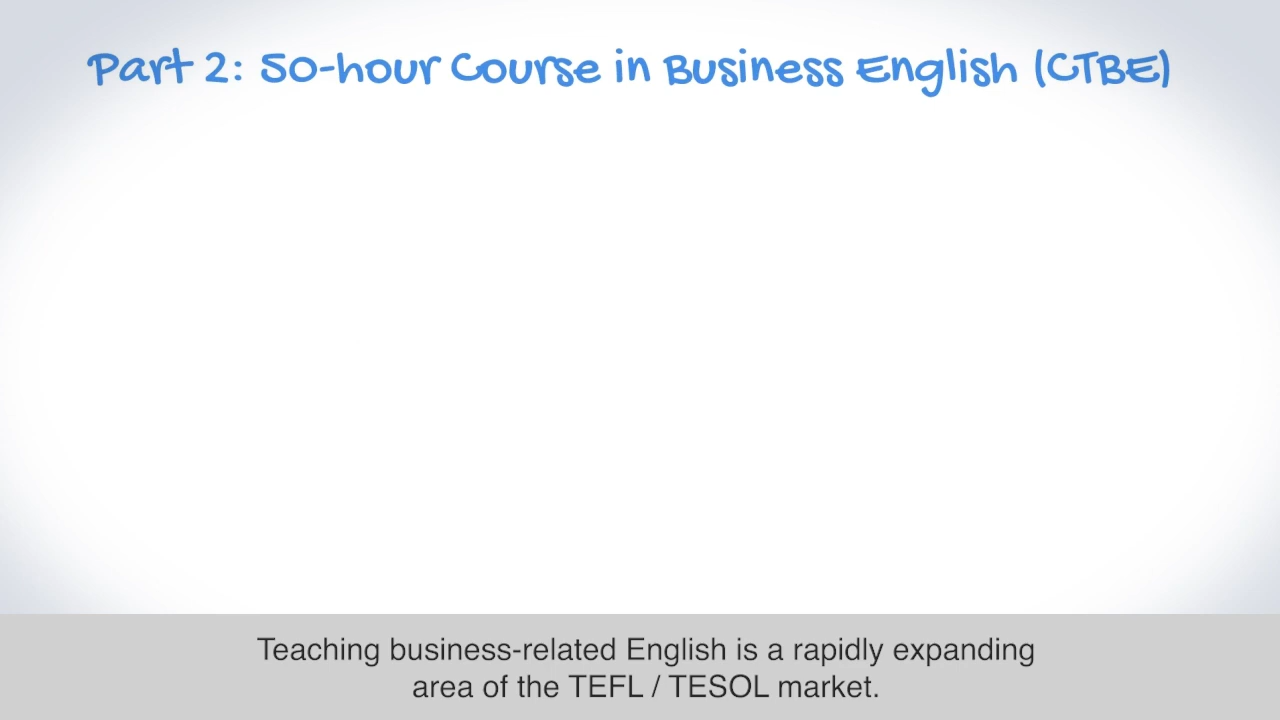 Part 2: 50-hour Course in Business English (CTBE)
Teaching business-related English is a rapidly expanding
area of the TEFL / TESOL market.